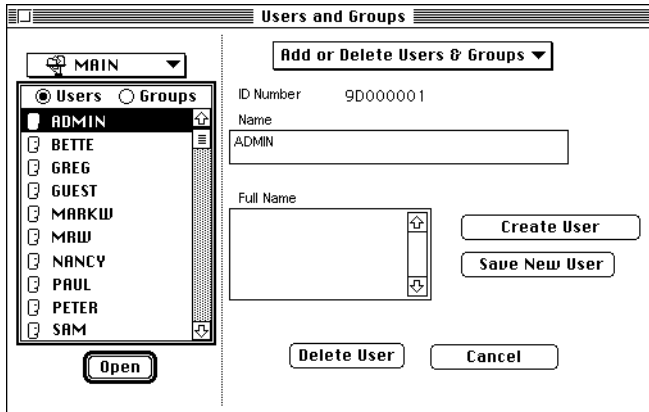 Users and Groups
MAIN
Users Groups
ADMIN
BETTE
GREG
GUEST
MARKW
MRW
NANCY
PAUL
PETER
SAM
Open
Add or Delete Users & Groups
ID Number 9D000001
Name
ADMIN
Full Name
Create User
Save New User
Delete User Cancel